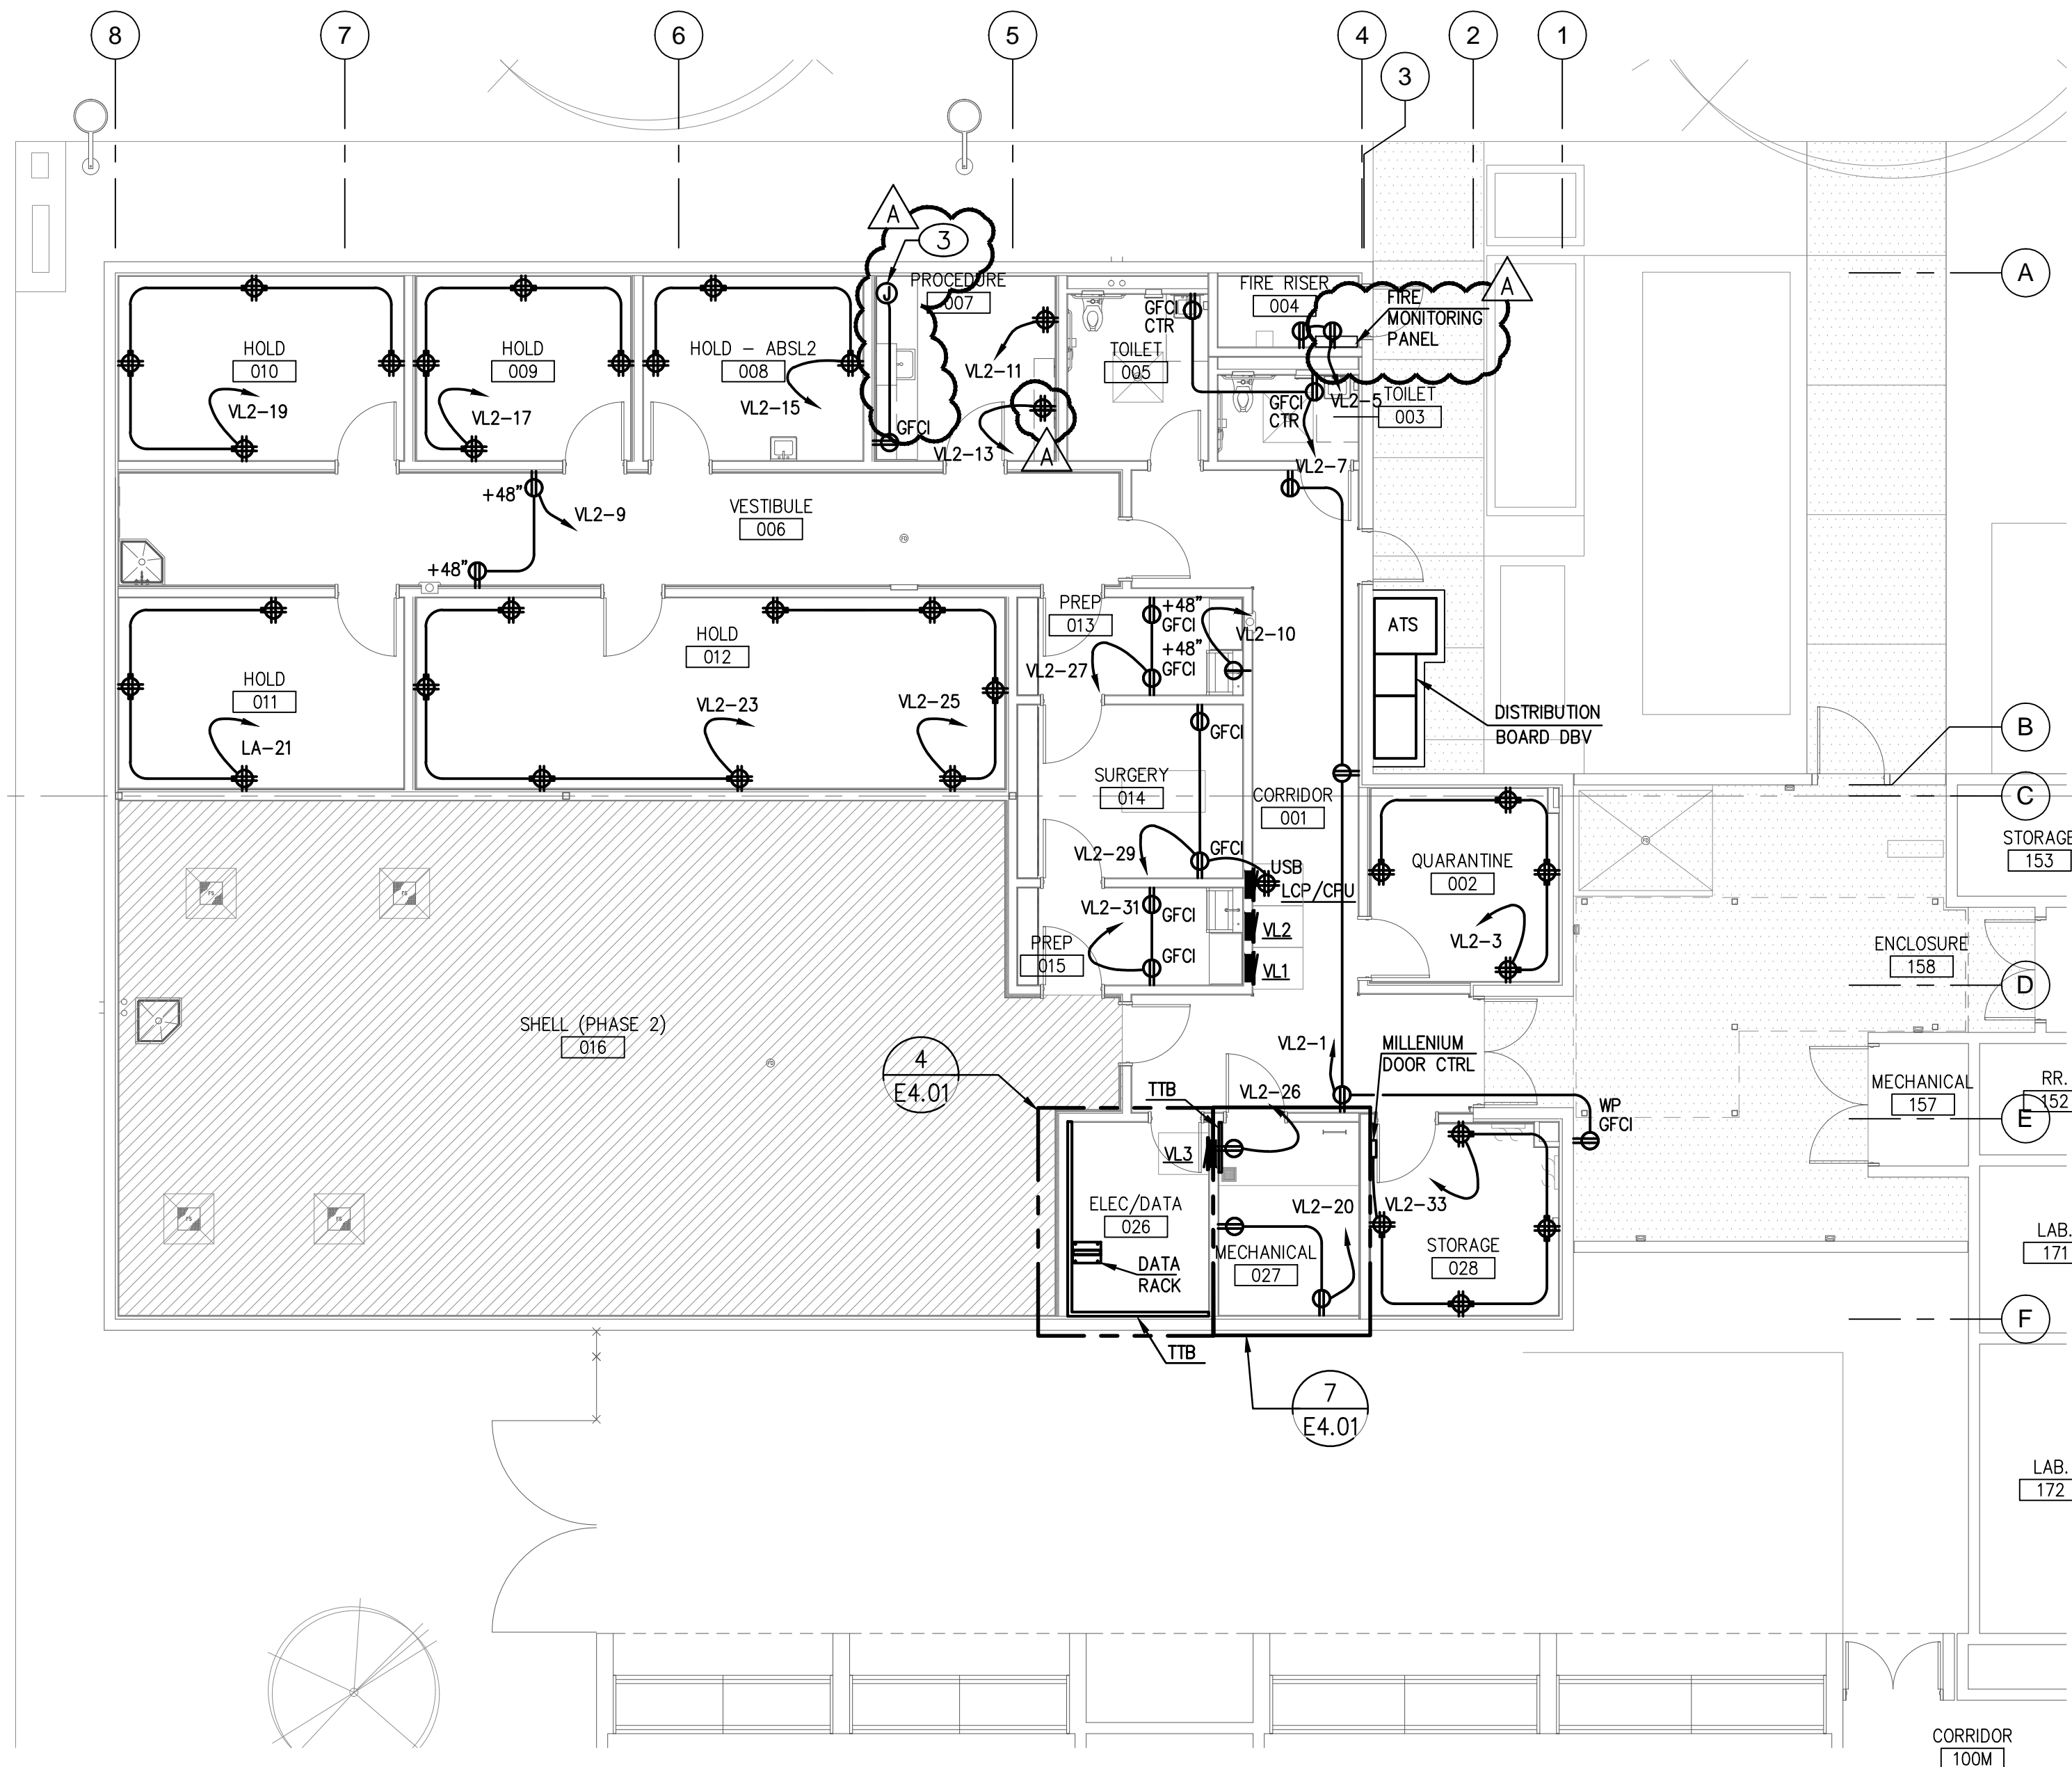 8
7
6
5
4
3
2
1
A
3
PROCEDURE
007
FIRE RISER
004
A
FIRE
MONITORING
PANEL
A
J
GFCI
CTR
HOLD
010
HOLD
009
HOLD - ABSL2
008
TOILET
005
VL2-11
VL2-19
VL2-17
VL2-15
GFCI
VL2-13
A
GFCI
CTR
VL2-5
TOILET
003
VL2-7
+48"
VL2-9
VESTIBULE
006
+48"
PREP
013
+48"
GFCI
+48"
GFCI
VL2-10
ATS
HOLD
012
HOLD
011
VL2-27
VL2-23
VL2-25
LA-21
GFCI
DISTRIBUTION
BOARD DBV
B
SURGERY
014
CORRIDOR
001
C
STORAGE
153
VL2-29
GFCI
USB
LCP/CPU
QUARANTINE
002
VL2-31
GFCI
VL2
VL2-3
PREP
015
GFCI
VL1
ENCLOSURE
158
D
SHELL (PHASE 2)
016
4
E4.01
VL2-1
MILLENIUM
DOOR CTRL
TTB
VL2-26
MECHANICAL
157
RR.
152
WP
GFCI
E
VL3
ELEC/DATA
026
VL2-20
VL2-33
MECHANICAL
027
STORAGE
028
LAB.
171
DATA
RACK
F
TTB
7
E4.01
LAB.
172
CORRIDOR
100M